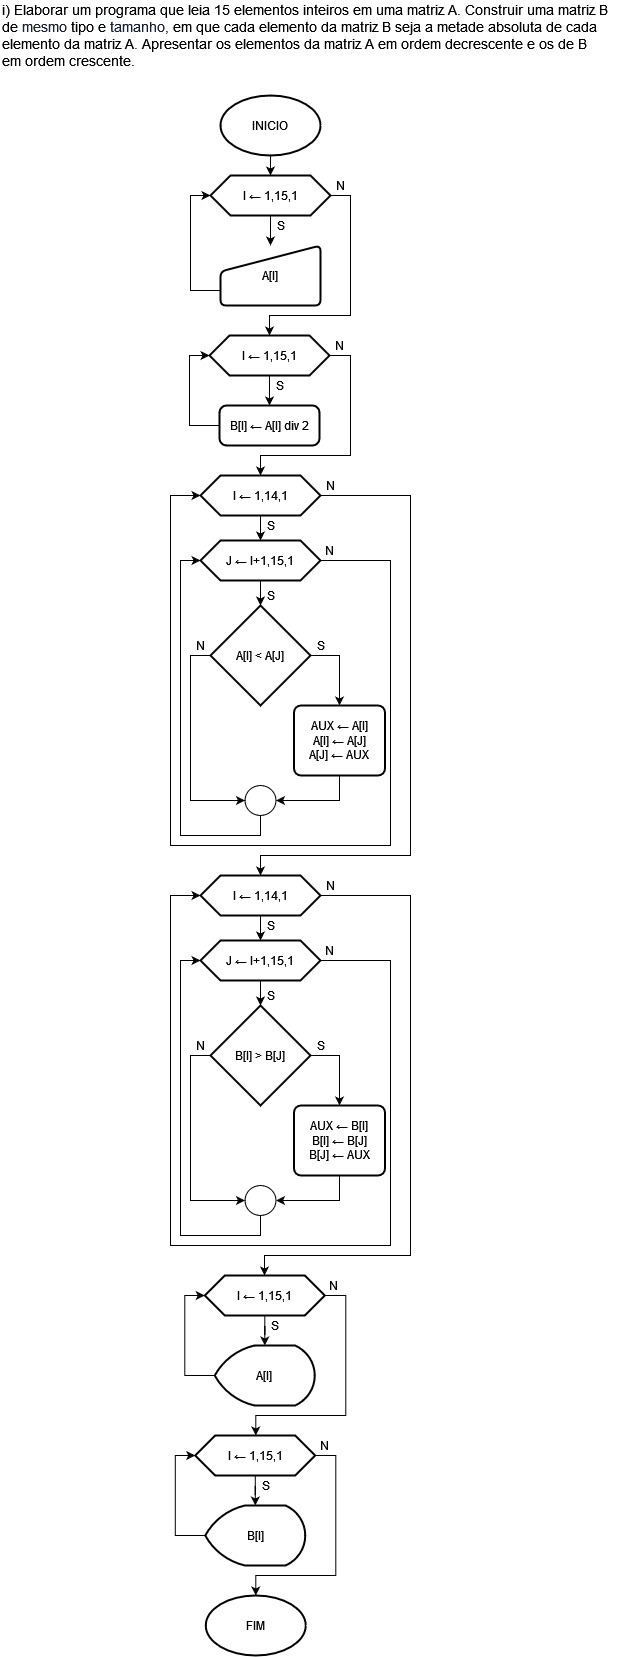 i) Elaborar um programa que leia 15 elementos inteiros em uma matriz A. Construir uma matriz B
de mesmo tipo e tamanho, em que cada elemento da matriz B seja a metade absoluta de cada
elemento da matriz A. Apresentar os elementos da matriz A em ordem decrescente e os de B
em ordem crescente.
INICIO
I ← 1,15,1
N
S
A[I]
I ← 1,15,1
N
S
B[I] ← A[I] div 2
I ← 1,14,1
N
S
J ← I+1,15,1
N
S
N
A[I] < A[J]
S
AUX ← A[I]
A[I] ← A[J]
A[J] ← AUX
I ← 1,14,1
N
S
J ← I+1,15,1
N
S
N
B[I] > B[J]
S
AUX ← B[I]
B[I] ← B[J]
B[J] ← AUX
I ← 1,15,1
N
S
A[I]
I ← 1,15,1
N
S
B[I]
FIM